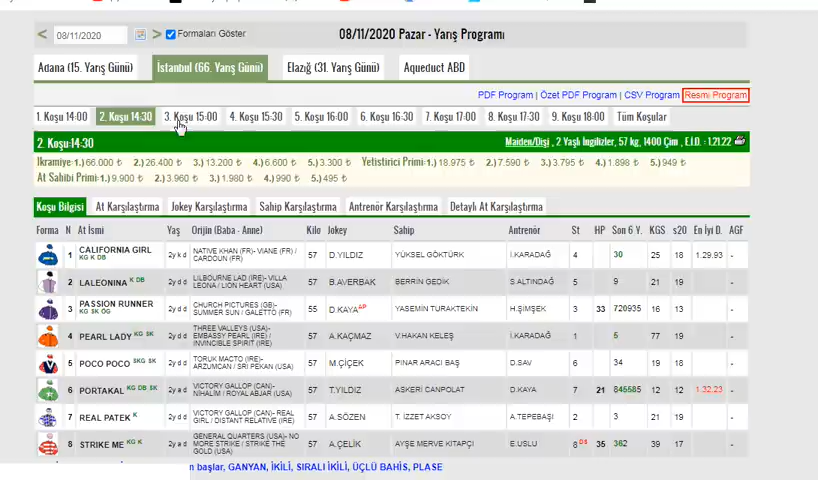 < 08/11/2020 > Formaları Göster 08/11/2020 Pazar - Yarış Programı
Adana (15. Yarış Günü) İstanbul (66. Yarış Günü) Elazığ (31. Yarış Günü) Aqueduct ABD
PDF Program | Özet PDF Program | CSV Program Resmi Program
1. Koşu 14:00 2. Koşu 14:30 3. Koşu 15:00 4. Koşu 15:30 5. Koşu 16:00 6. Koşu 16:30 7. Koşu 17:00 8. Koşu 17:30 9. Koşu 18:00 Tüm Koşular
2. Koşu:14:30 Maiden/Dişi , 2 Yaşlı İngilizler, 57 kg, 1400 Çim , E.İ.D. : 1.21.22
İkramiye:1.) 66.000 ₺ 2.) 26.400 ₺ 3.) 13.200 ₺ 4.) 6.600 ₺ 5.) 3.300 ₺ Yetiştirici Primi:1.) 18.975 ₺ 2.) 7.590 ₺ 3.) 3.795 ₺ 4.) 1.898 ₺ 5.) 949 ₺
At Sahibi Primi:1.) 9.900 ₺ 2.) 3.960 ₺ 3.) 1.980 ₺ 4.) 990 ₺ 5.) 495 ₺
Koşu Bilgisi At Karşılaştırma Jokey Karşılaştırma Sahip Karşılaştırma Antrenör Karşılaştırma Detaylı At Karşılaştırma
Forma N At İsmi Yaş Orijin (Baba - Anne) Kilo Jokey Sahip Antrenör St HP Son 6 Y. KGS s20 En İyi D. AGF
1 CALIFORNIA GIRL KG K DB 2y k d NATIVE KHAN (FR)- VIANE (FR) / CARDOUN (FR) 57 D.YILDIZ YÜKSEL GÖKTÜRK İ.KARADAĞ 4 30 25 18 1.29.93 -
2 LALEONINA K DB 2y d d LILBOURNE LAD (IRE)- VILLA LEONA / LION HEART (USA) 57 B.AVERBAK BERRİN GEDİK S.ALTINDAĞ 5 9 21 19 -
3 PASSION RUNNER KG SK ÖG 2y d d CHURCH PICTURES (GB)- SUMMER SUN / GALETTO (FR) 55 D.KAYA AP YASEMİN TURAKTEKİN H.ŞİMŞEK 3 33 720935 16 13 -
4 PEARL LADY KG SK 2y d d THREE VALLEYS (USA)- EMBASSY PEARL (IRE) / INVINCIBLE SPIRIT (IRE) 57 A.KAÇMAZ V.HAKAN KELEŞ İ.KARADAĞ 1 5 77 19 -
5 POCO POCO SKG SK 2y d d TORUK MACTO (IRE)- ARZUMCAN / SRI PEKAN (USA) 57 M.ÇİÇEK PINAR ARACI BAŞ D.SAV 6 34 19 18 -
6 PORTAKAL KG DB SK 2y a d VICTORY GALLOP (CAN)- NİHALİM / ROYAL ABJAR (USA) 57 T.YILDIZ ASKERİ CANPOLAT D.KAYA 7 21 845585 12 12 1.32.23 -
7 REAL PATEK K 2y d d VICTORY GALLOP (CAN)- REAL GIRL / DISTANT RELATIVE (IRE) 57 A.SÖZEN T. İZZET AKSOY A.TEPEBAŞI 2 3 21 19 -
8 STRIKE ME KG K 2y a d GENERAL QUARTERS (USA)- NO MORE STRIKE / STRIKE THE GOLD (USA) 57 A.ÇELİK AYŞE MERVE KİTAPÇI E.USLU 8 DS 35 362 39 17 -
başlar, GANYAN, İKİLİ, SIRALI İKİLİ, ÜÇLÜ BAHİS, PLASE